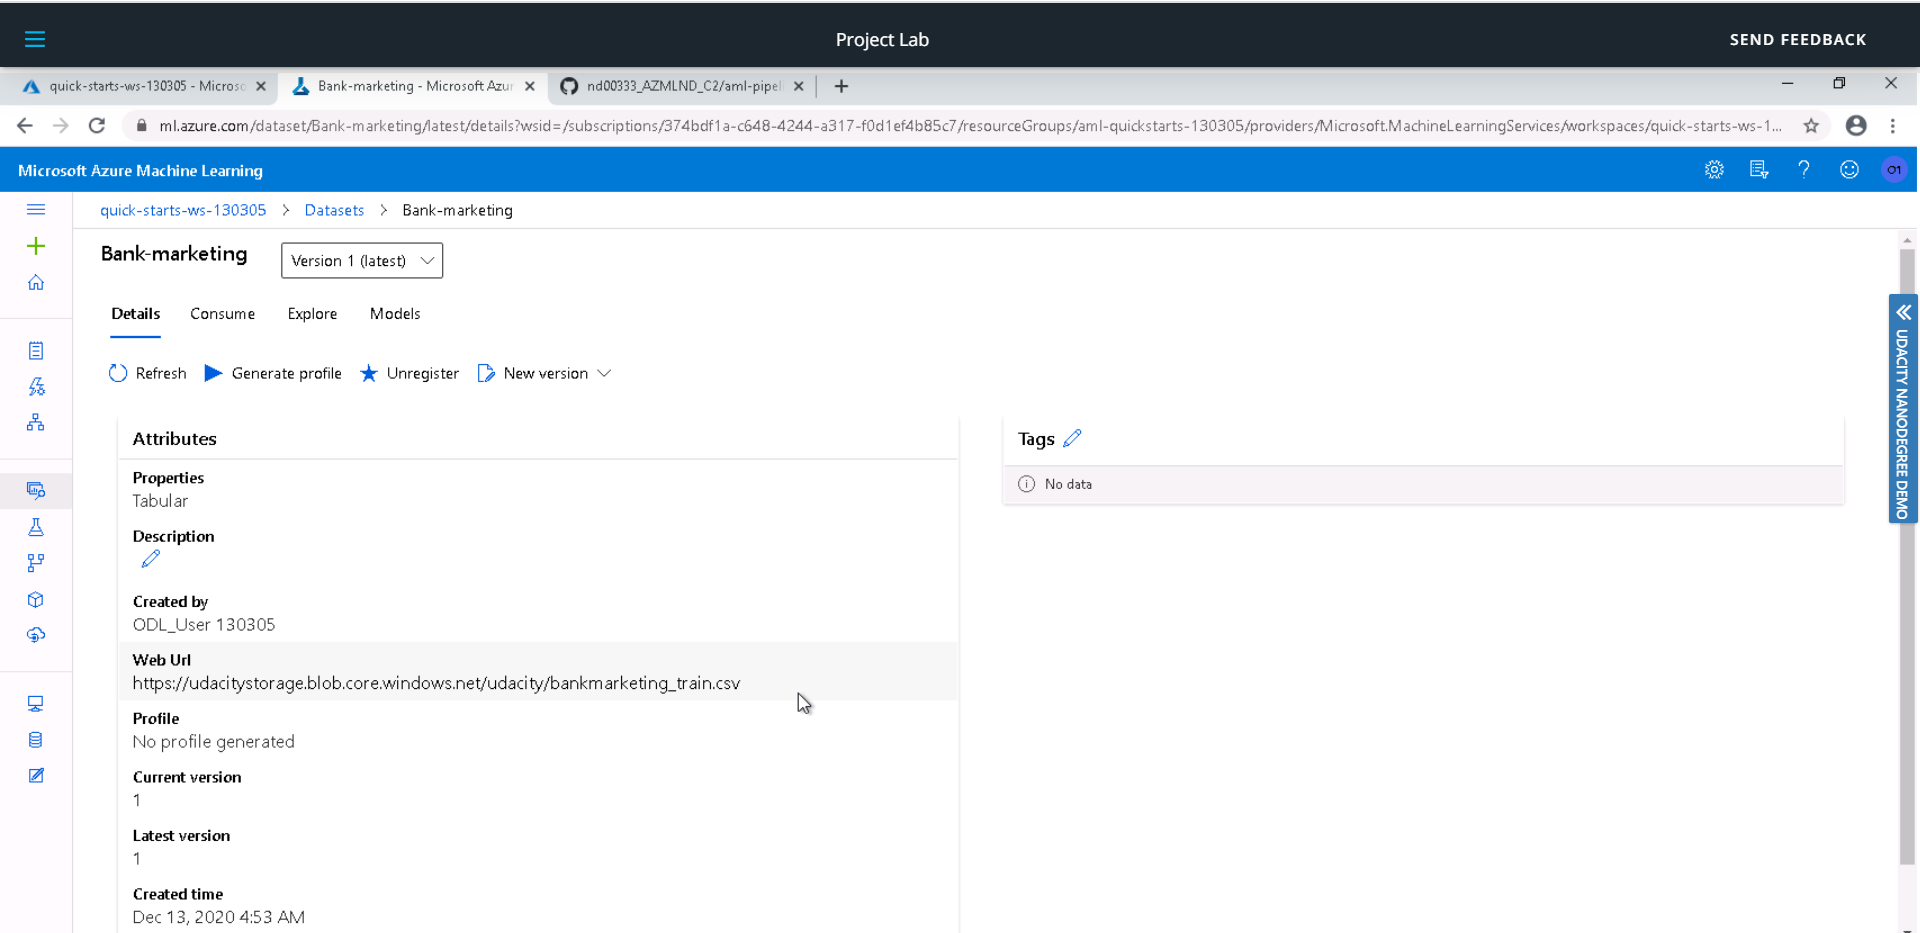 Project Lab
SEND FEEDBACK
quick-starts-ws-130305 - Microso
Bank-marketing - Microsoft Azur
nd00333_AZMLND_C2/aml-pipel
ml.azure.com/dataset/Bank-marketing/latest/details?wsid=/subscriptions/374bdf1a-c648-4244-a317-f0d1ef4b85c7/resourceGroups/aml-quickstarts-130305/providers/Microsoft.MachineLearningServices/workspaces/quick-starts-ws-1...
Microsoft Azure Machine Learning
O1
quick-starts-ws-130305 > Datasets > Bank-marketing
Bank-marketing
Version 1 (latest)
Details
Consume
Explore
Models
Refresh
Generate profile
Unregister
New version
UDACITY NANODEGREE DEMO
Attributes
Properties
Tabular
Description
Created by
ODL_User 130305
Web Url
https://udacitystorage.blob.core.windows.net/udacity/bankmarketing_train.csv
Profile
No profile generated
Current version
1
Latest version
1
Created time
Dec 13, 2020 4:53 AM
Tags
No data